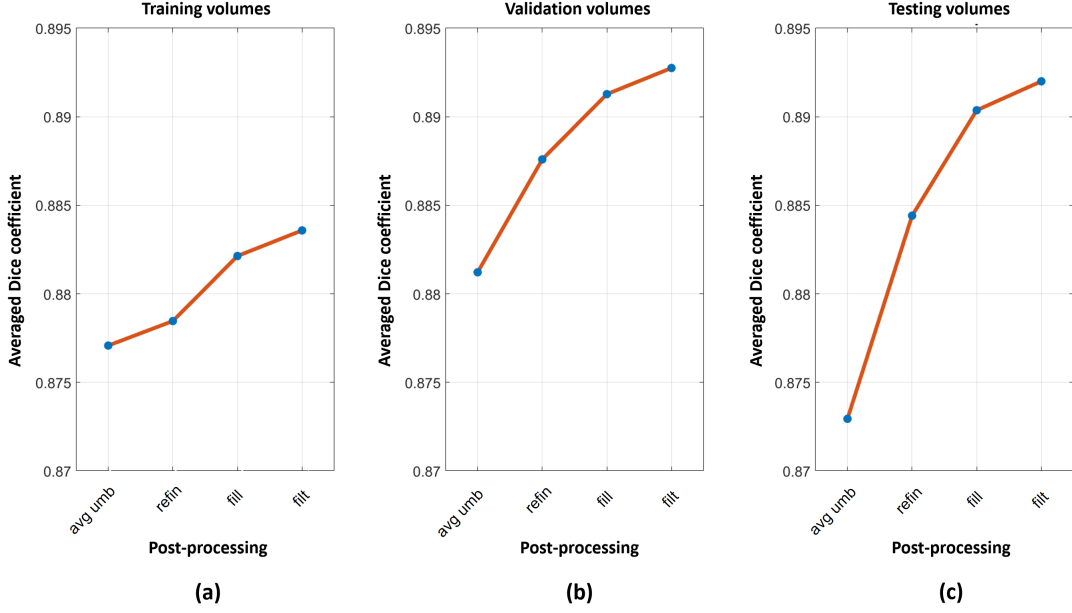 Training volumes
0.895
0.89
0.885
0.88
0.875
0.87
Averaged Dice coefficient
avg umb
refin
fill
filt
Post-processing
(a)
Validation volumes
0.895
0.89
0.885
0.88
0.875
0.87
Averaged Dice coefficient
avg umb
refin
fill
filt
Post-processing
(b)
Testing volumes
0.895
0.89
0.885
0.88
0.875
0.87
Averaged Dice coefficient
avg umb
refin
fill
filt
Post-processing
(c)